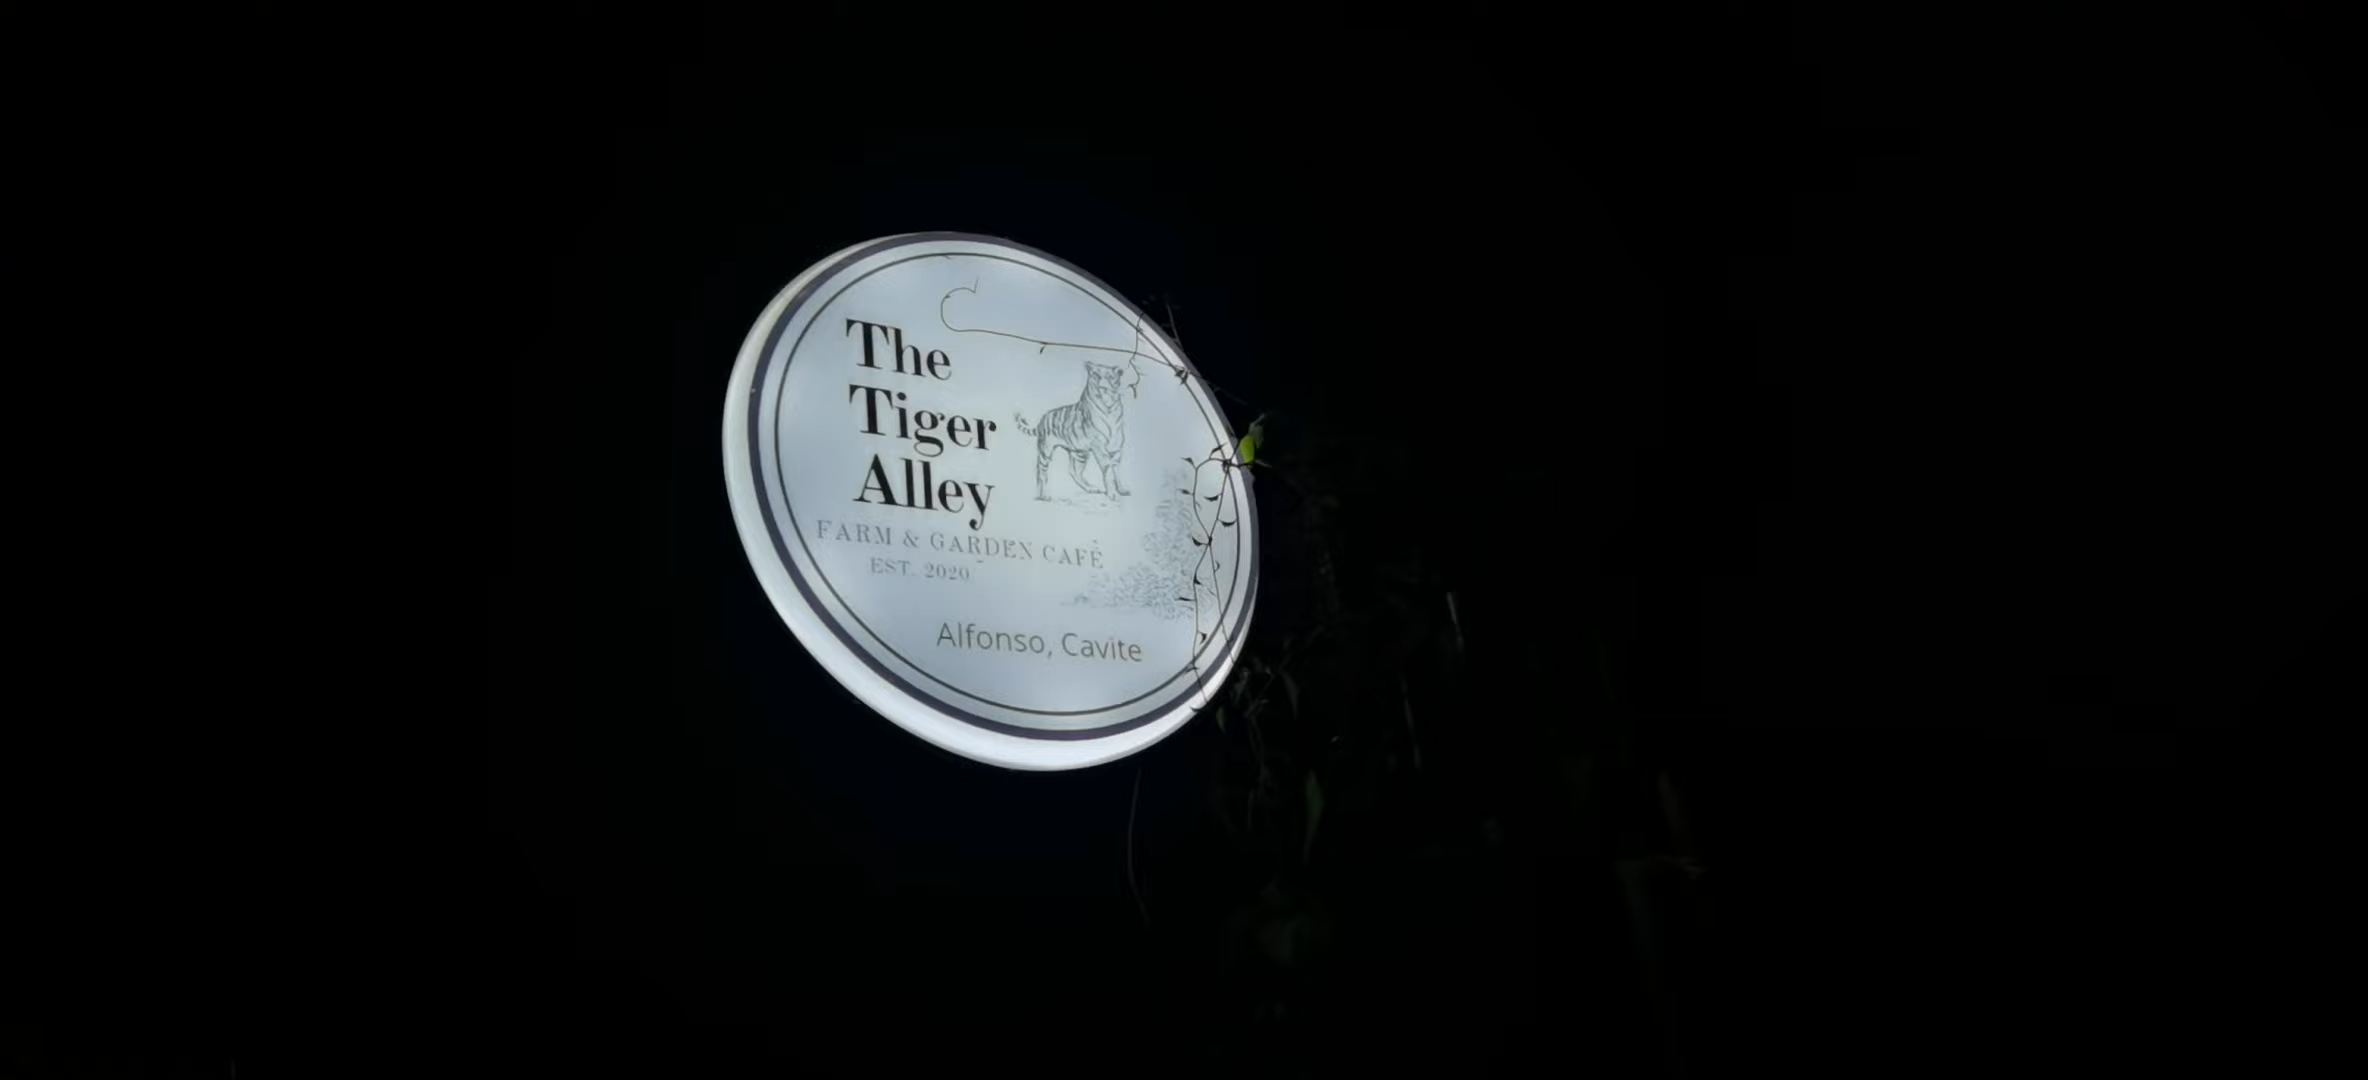 The
Tiger
Alley
FARM & GARDEN CAFÉ
EST. 2020
Alfonso, Cavite